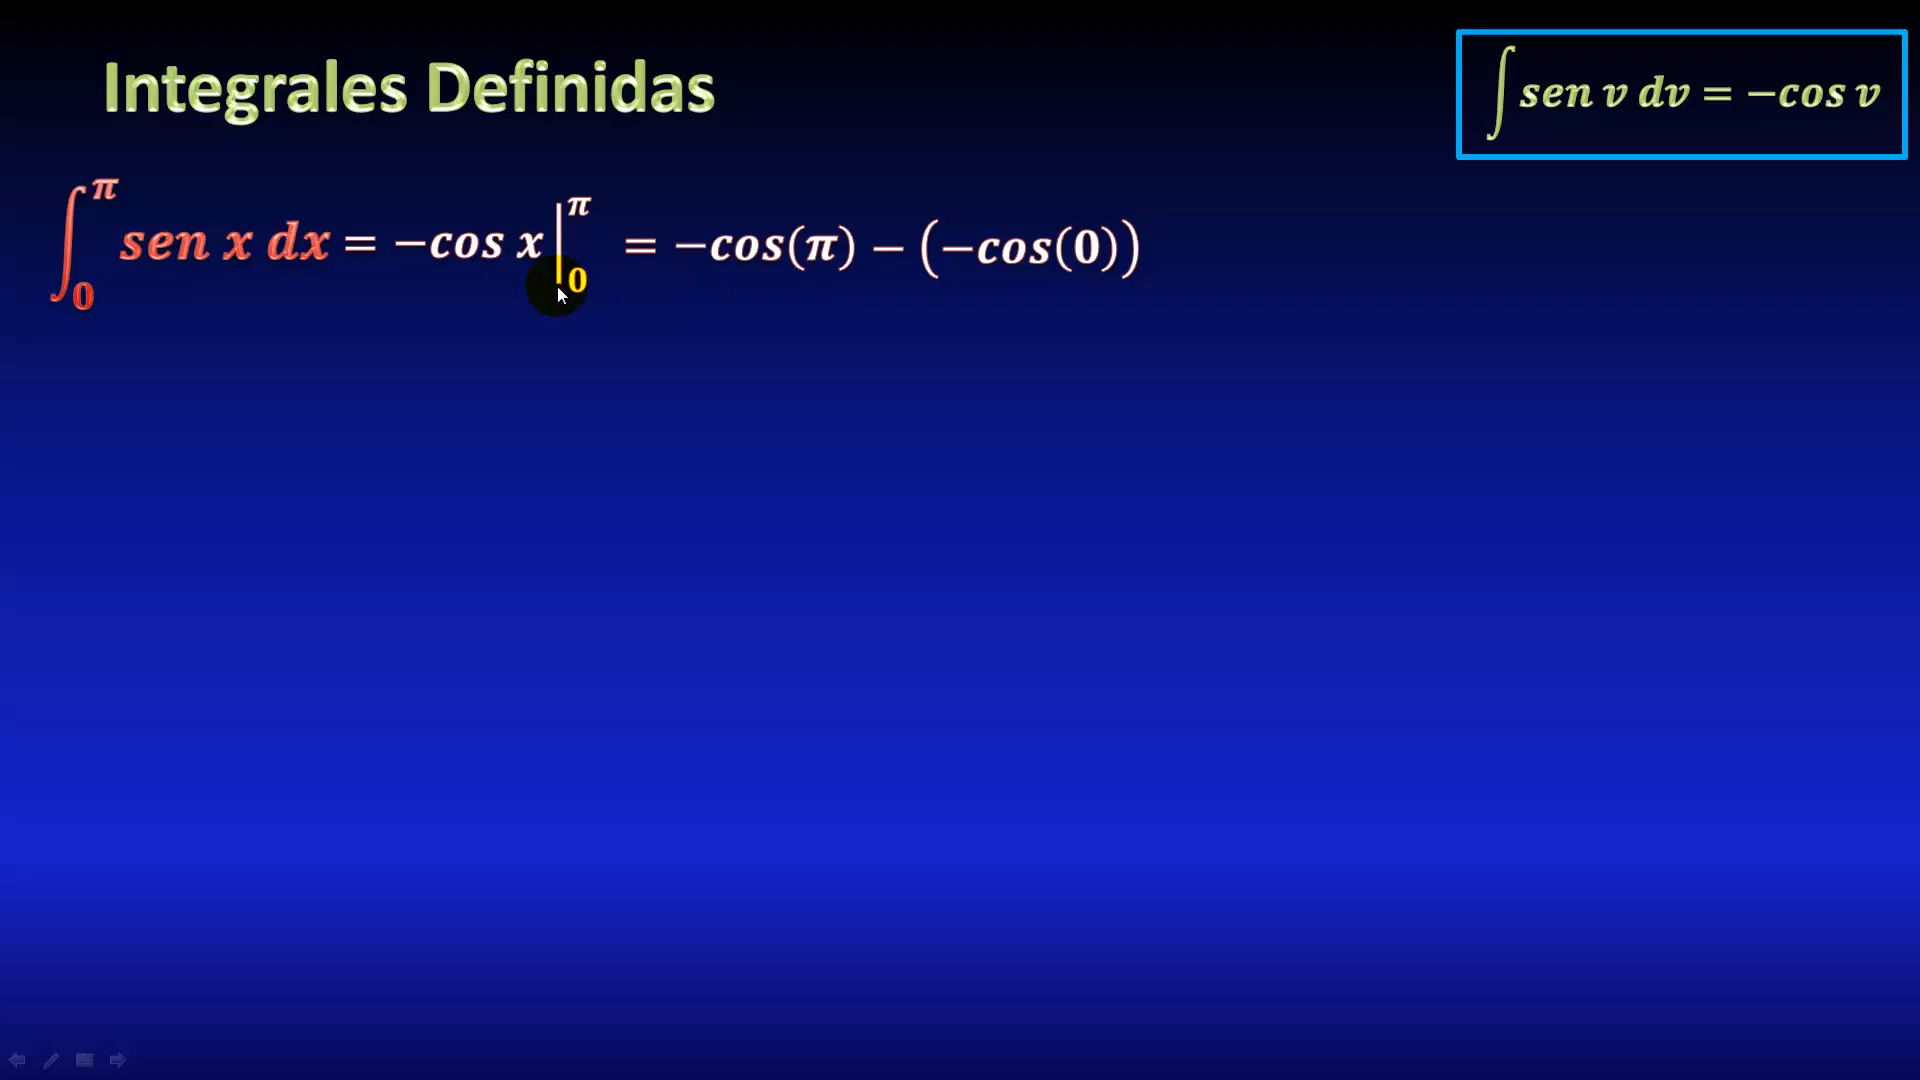 Integrales Definidas
∫ sen v dv = −cos v
∫₀^π sen x dx = −cos x |₀^π = −cos(π) − (−cos(0))